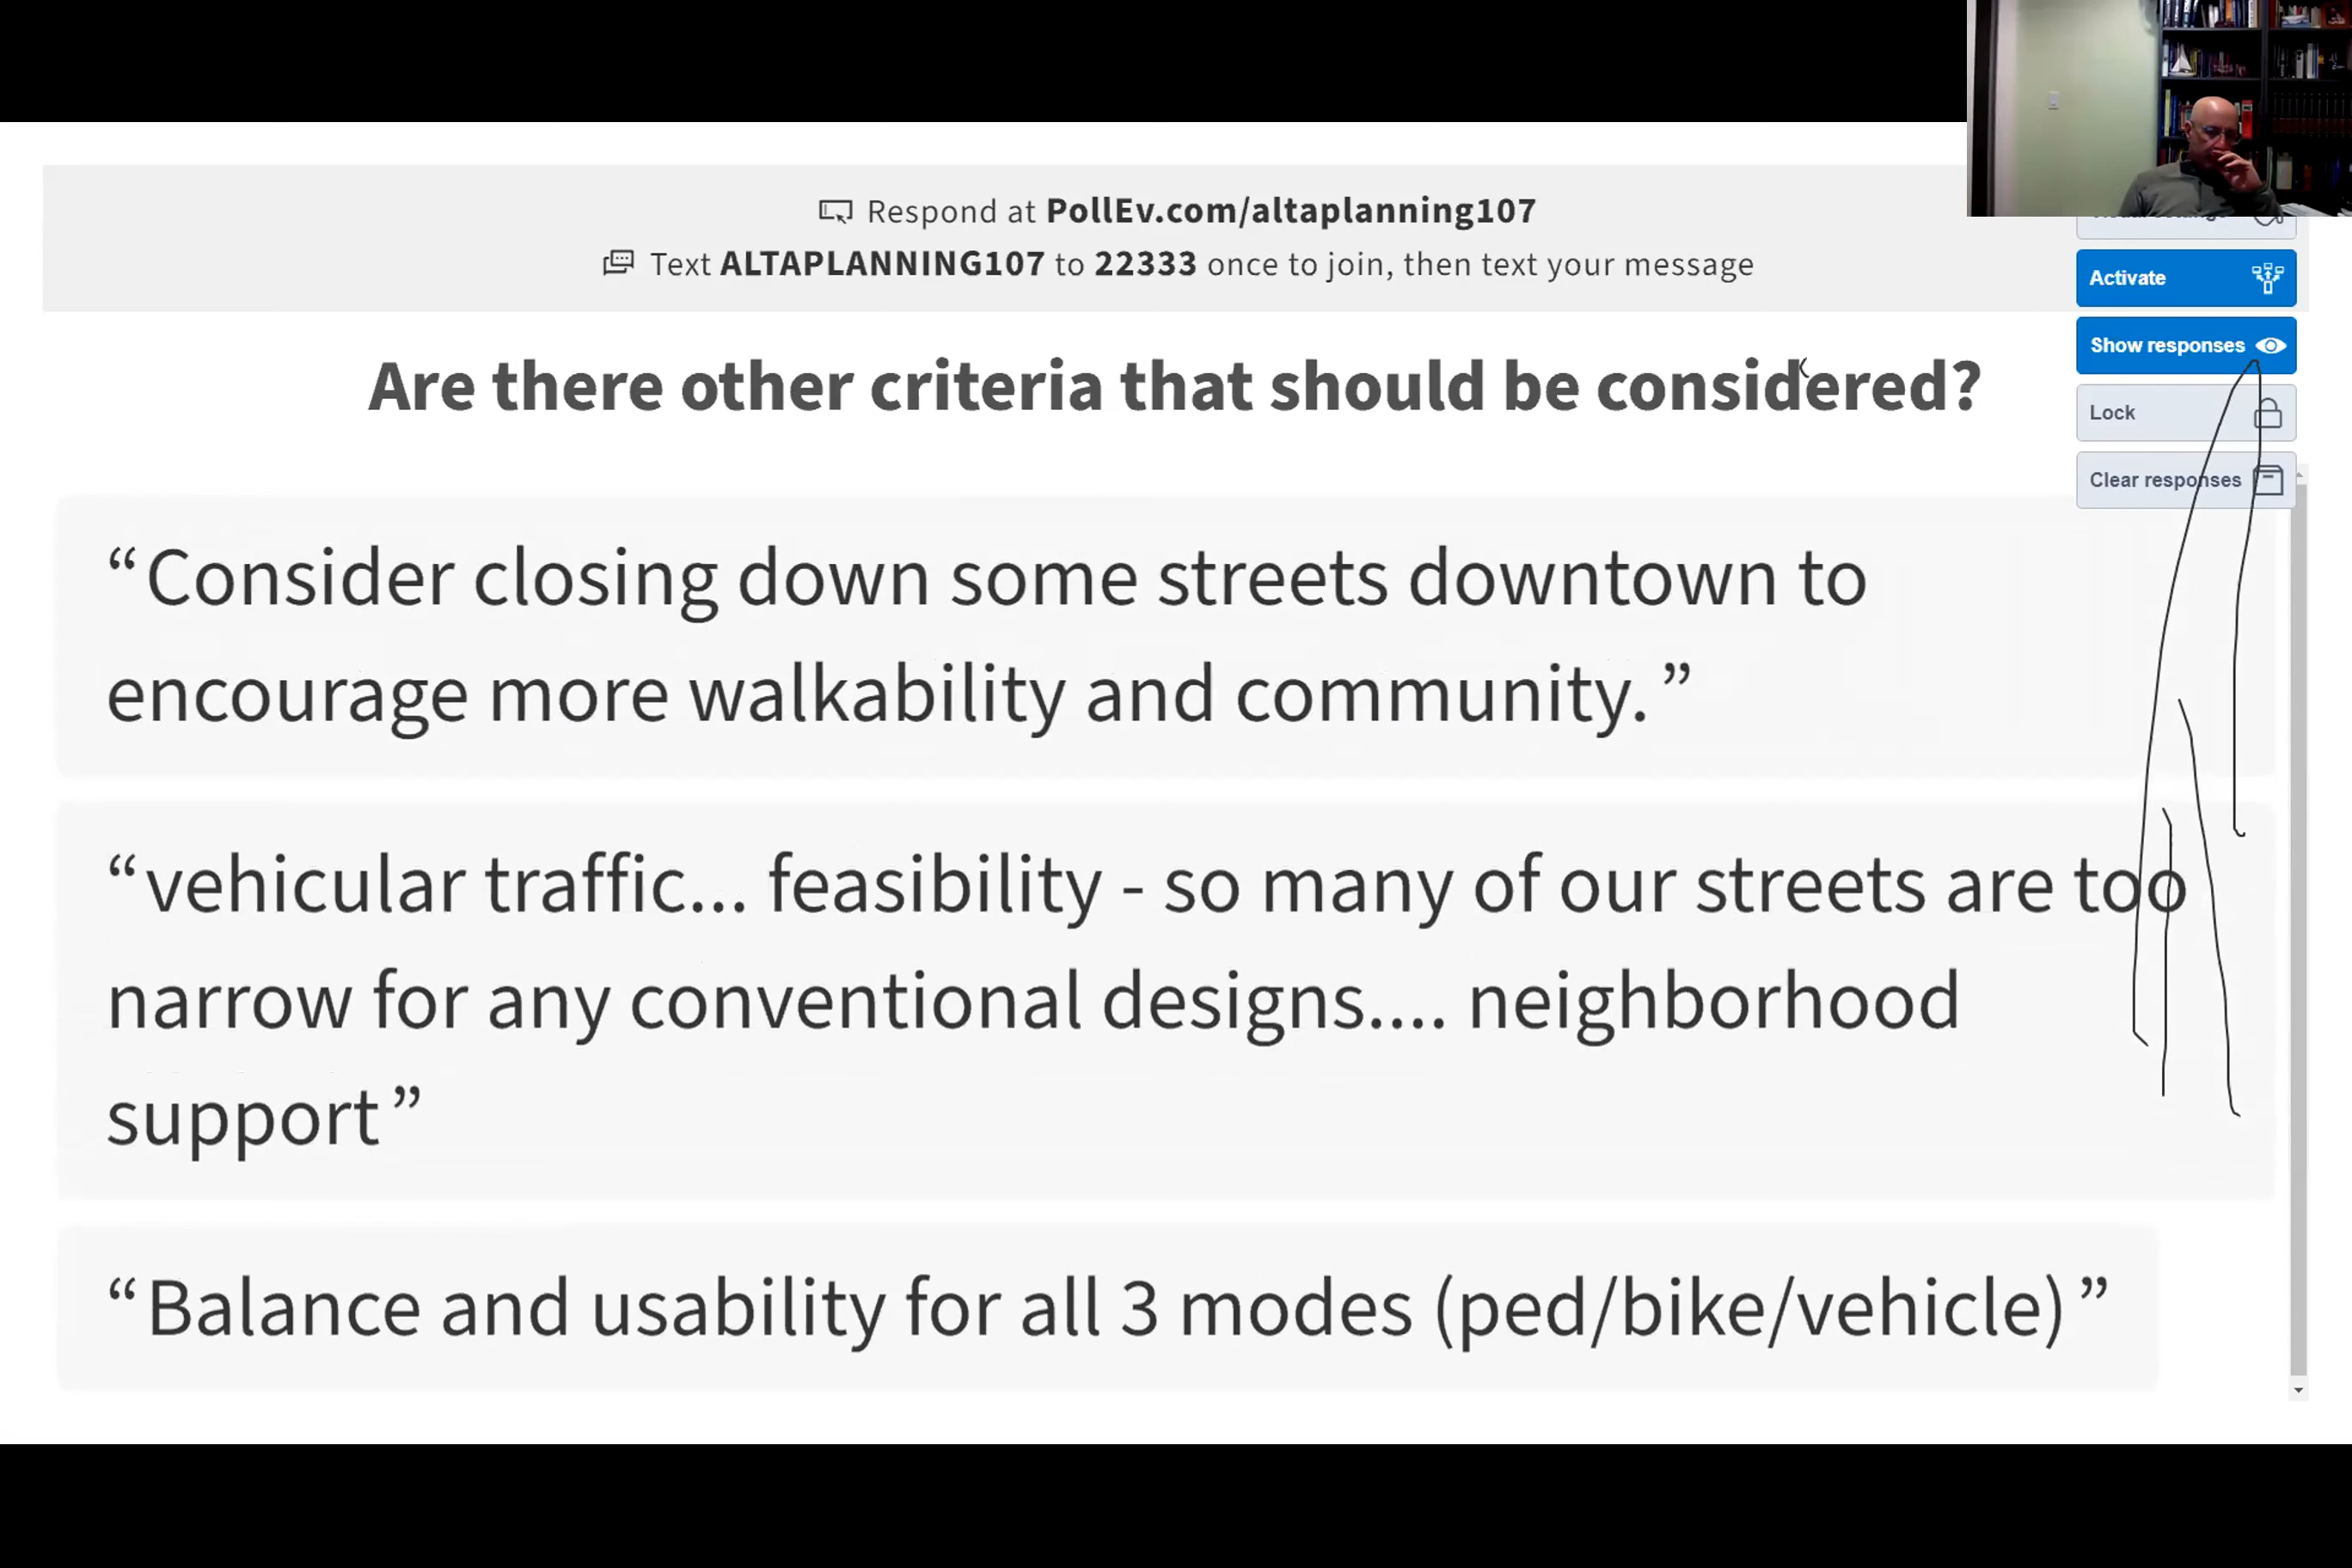 Respond at PollEv.com/altaplanning107
Text ALTAPLANNING107 to 22333 once to join, then text your message
Activate
Show responses
Lock
Clear responses
Are there other criteria that should be considered?
“Consider closing down some streets downtown to
encourage more walkability and community.”
“vehicular traffic... feasibility - so many of our streets are too
narrow for any conventional designs.... neighborhood
support”
“Balance and usability for all 3 modes (ped/bike/vehicle)”